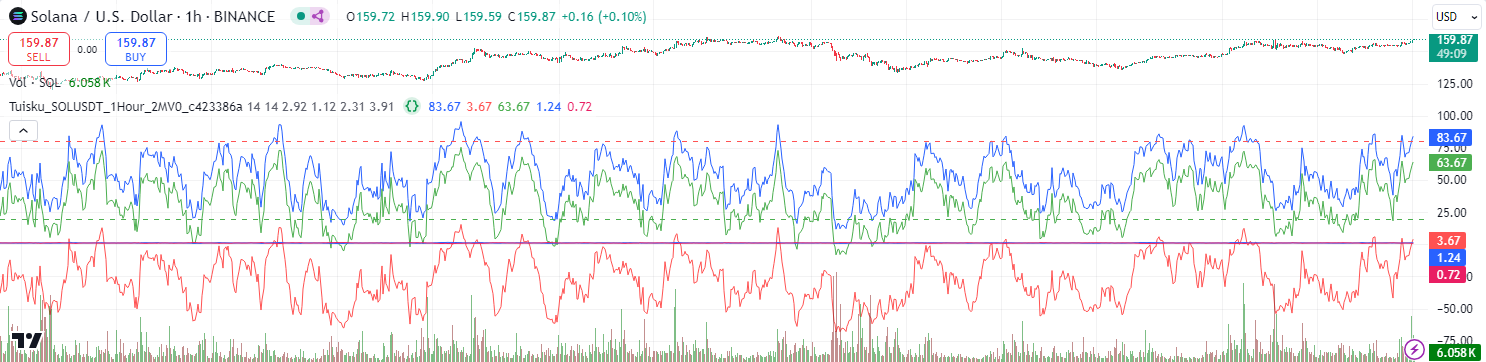 Solana / U.S. Dollar · 1h · BINANCE O159.72 H159.90 L159.59 C159.87 +0.16 (+0.10%)
USD
159.87 SELL
0.00
159.87 BUY
159.87
49:09
Vol · SOL 6.058K
125.00
Tuisku_SOLUSDT_1Hour_2MV0_c423386a 14 14 2.92 1.12 2.31 3.91 {} 83.67 3.67 63.67 1.24 0.72
100.00
83.67
75.00
63.67
50.00
25.00
3.67
1.24
0.72
−50.00
6.058K